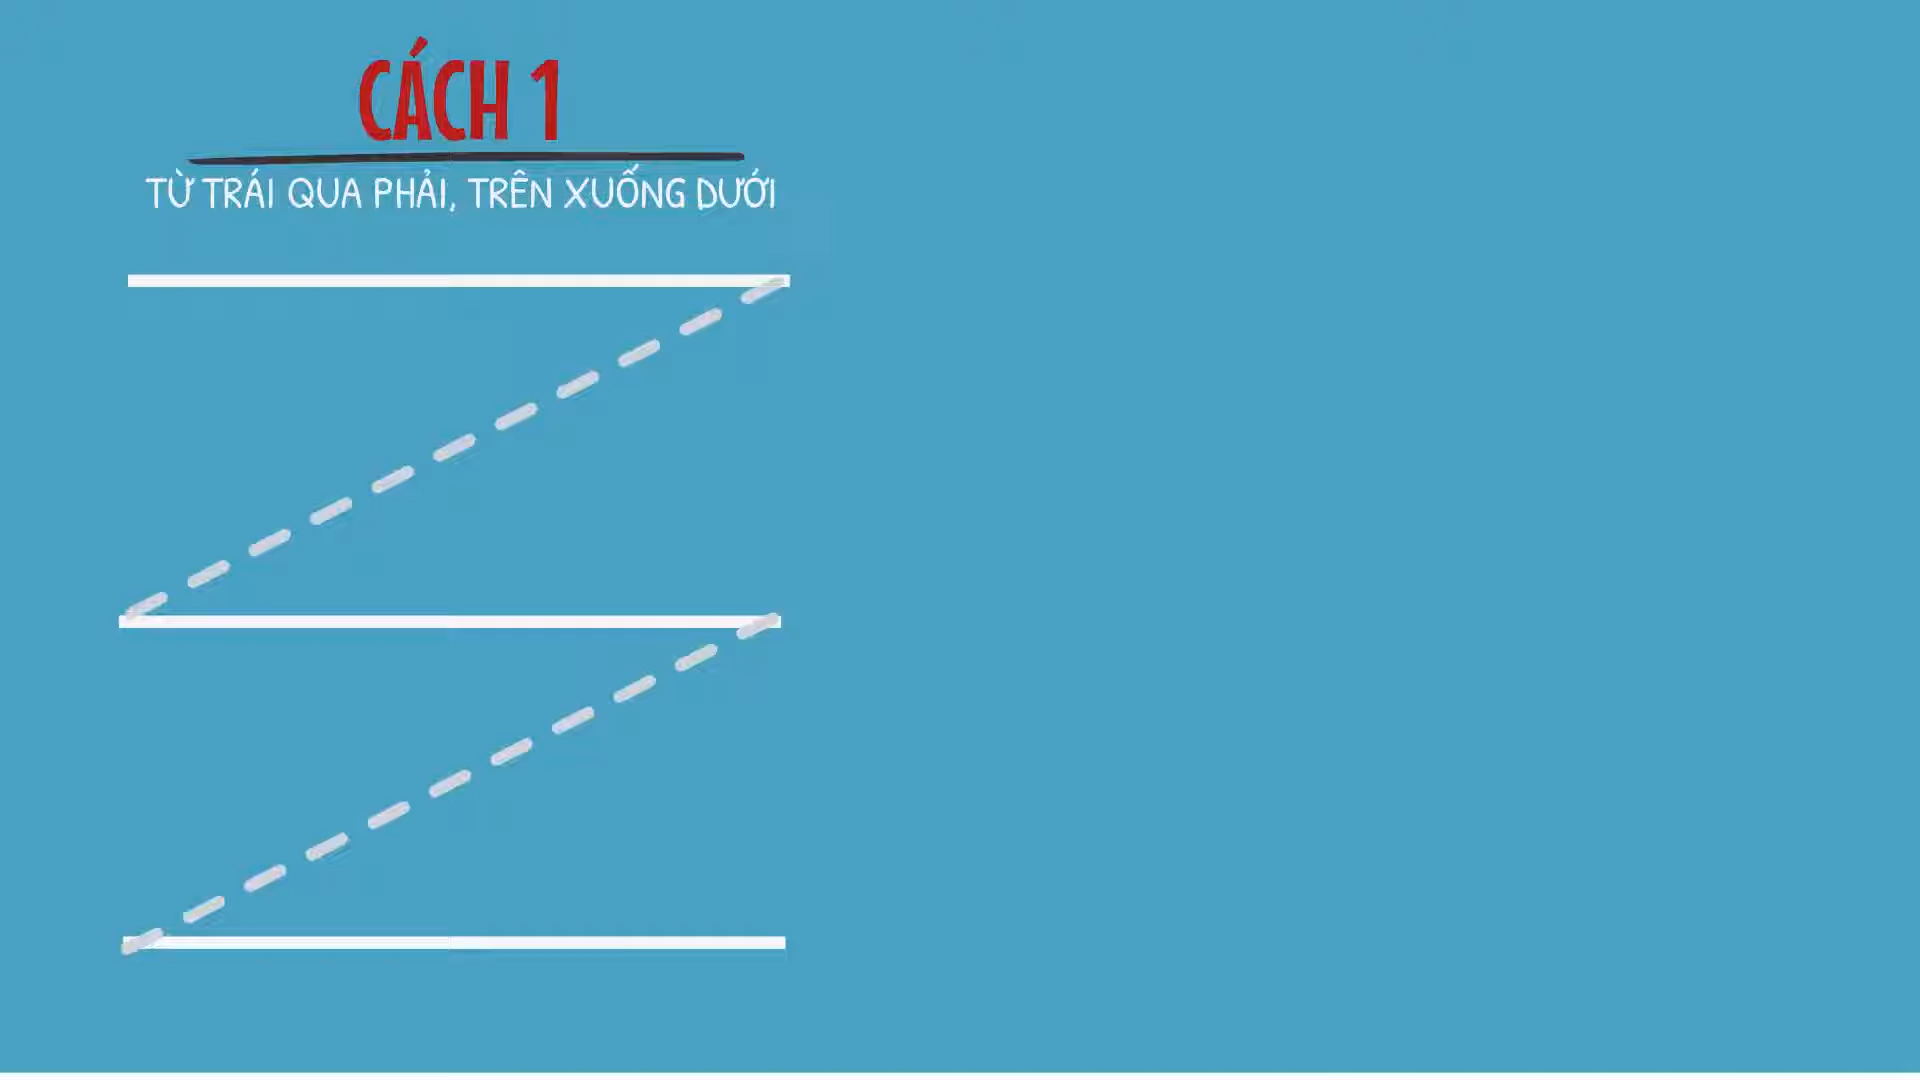 CÁCH 1
TỪ TRÁI QUA PHẢI, TRÊN XUỐNG DƯỚI